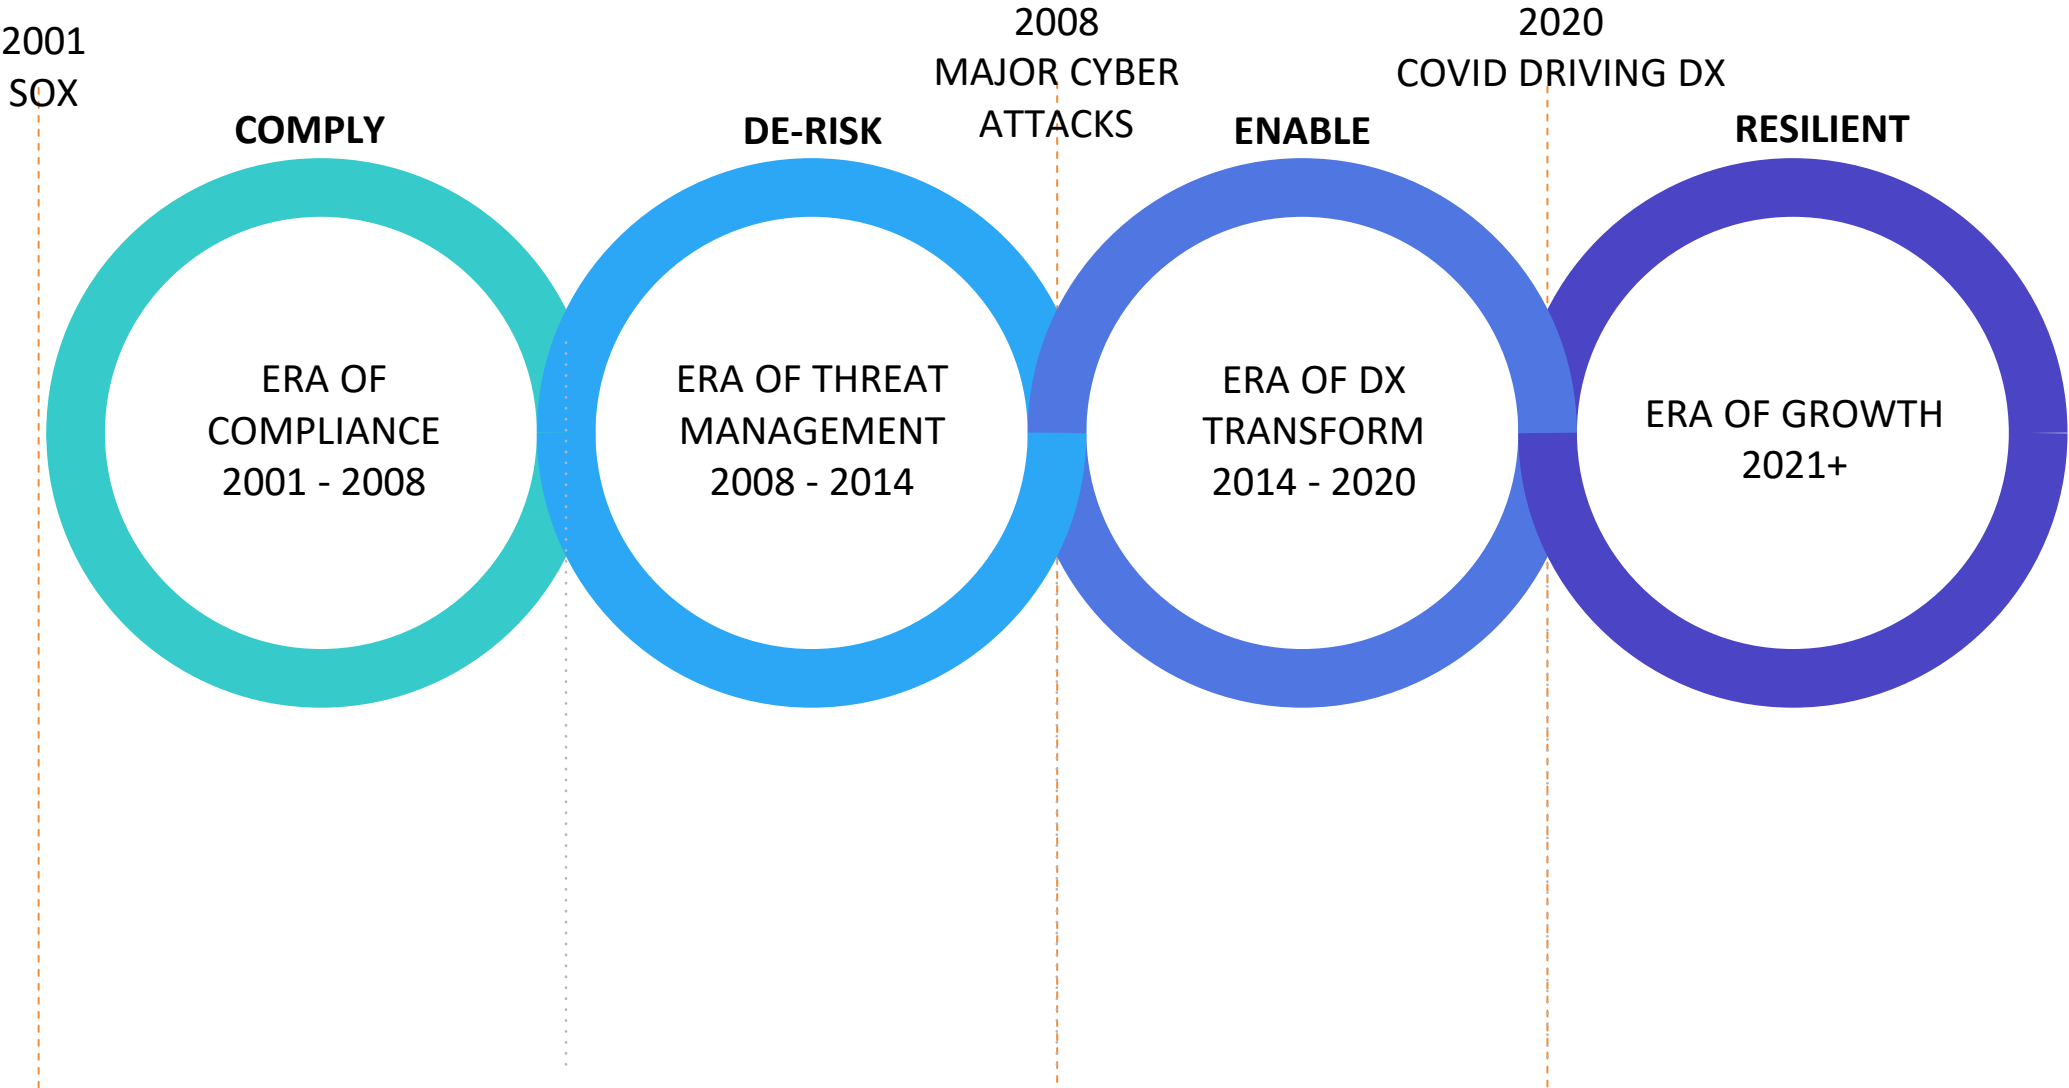 2001
SOX
2008
MAJOR CYBER
ATTACKS
2020
COVID DRIVING DX
COMPLY
DE-RISK
ENABLE
RESILIENT
ERA OF
COMPLIANCE
2001 - 2008
ERA OF THREAT
MANAGEMENT
2008 - 2014
ERA OF DX
TRANSFORM
2014 - 2020
ERA OF GROWTH
2021+